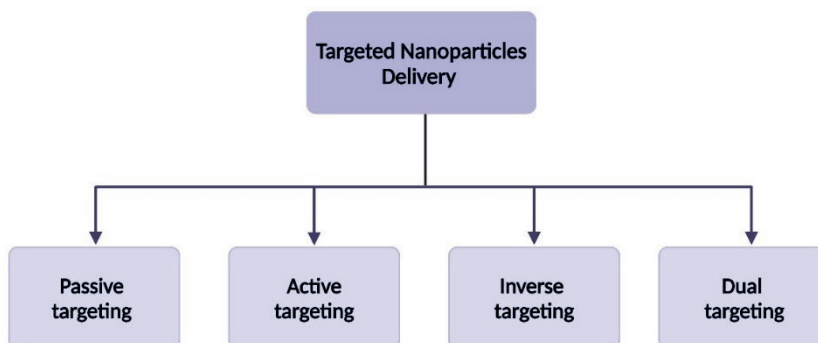 Targeted Nanoparticles
Delivery
Passive
targeting
Active
targeting
Inverse
targeting
Dual
targeting